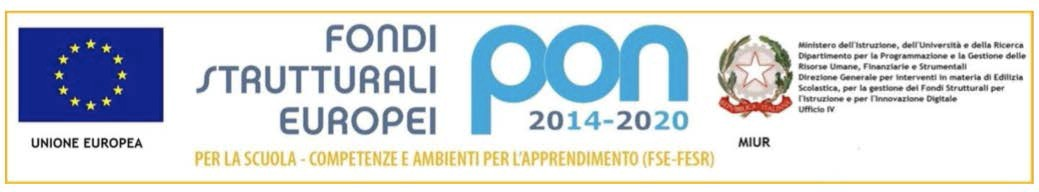 UNIONE EUROPEA
FONDI
STRUTTURALI
EUROPEI
pon
2014-2020
PER LA SCUOLA - COMPETENZE E AMBIENTI PER L'APPRENDIMENTO (FSE-FESR)
REPUBBLICA ITALIANA
MIUR
Ministero dell'Istruzione, dell'Università e della Ricerca
Dipartimento per la Programmazione e la Gestione delle
Risorse Umane, Finanziarie e Strumentali
Direzione Generale per interventi in materia di Edilizia
Scolastica, per la gestione dei Fondi Strutturali per
l'Istruzione e per l'Innovazione Digitale
Ufficio IV